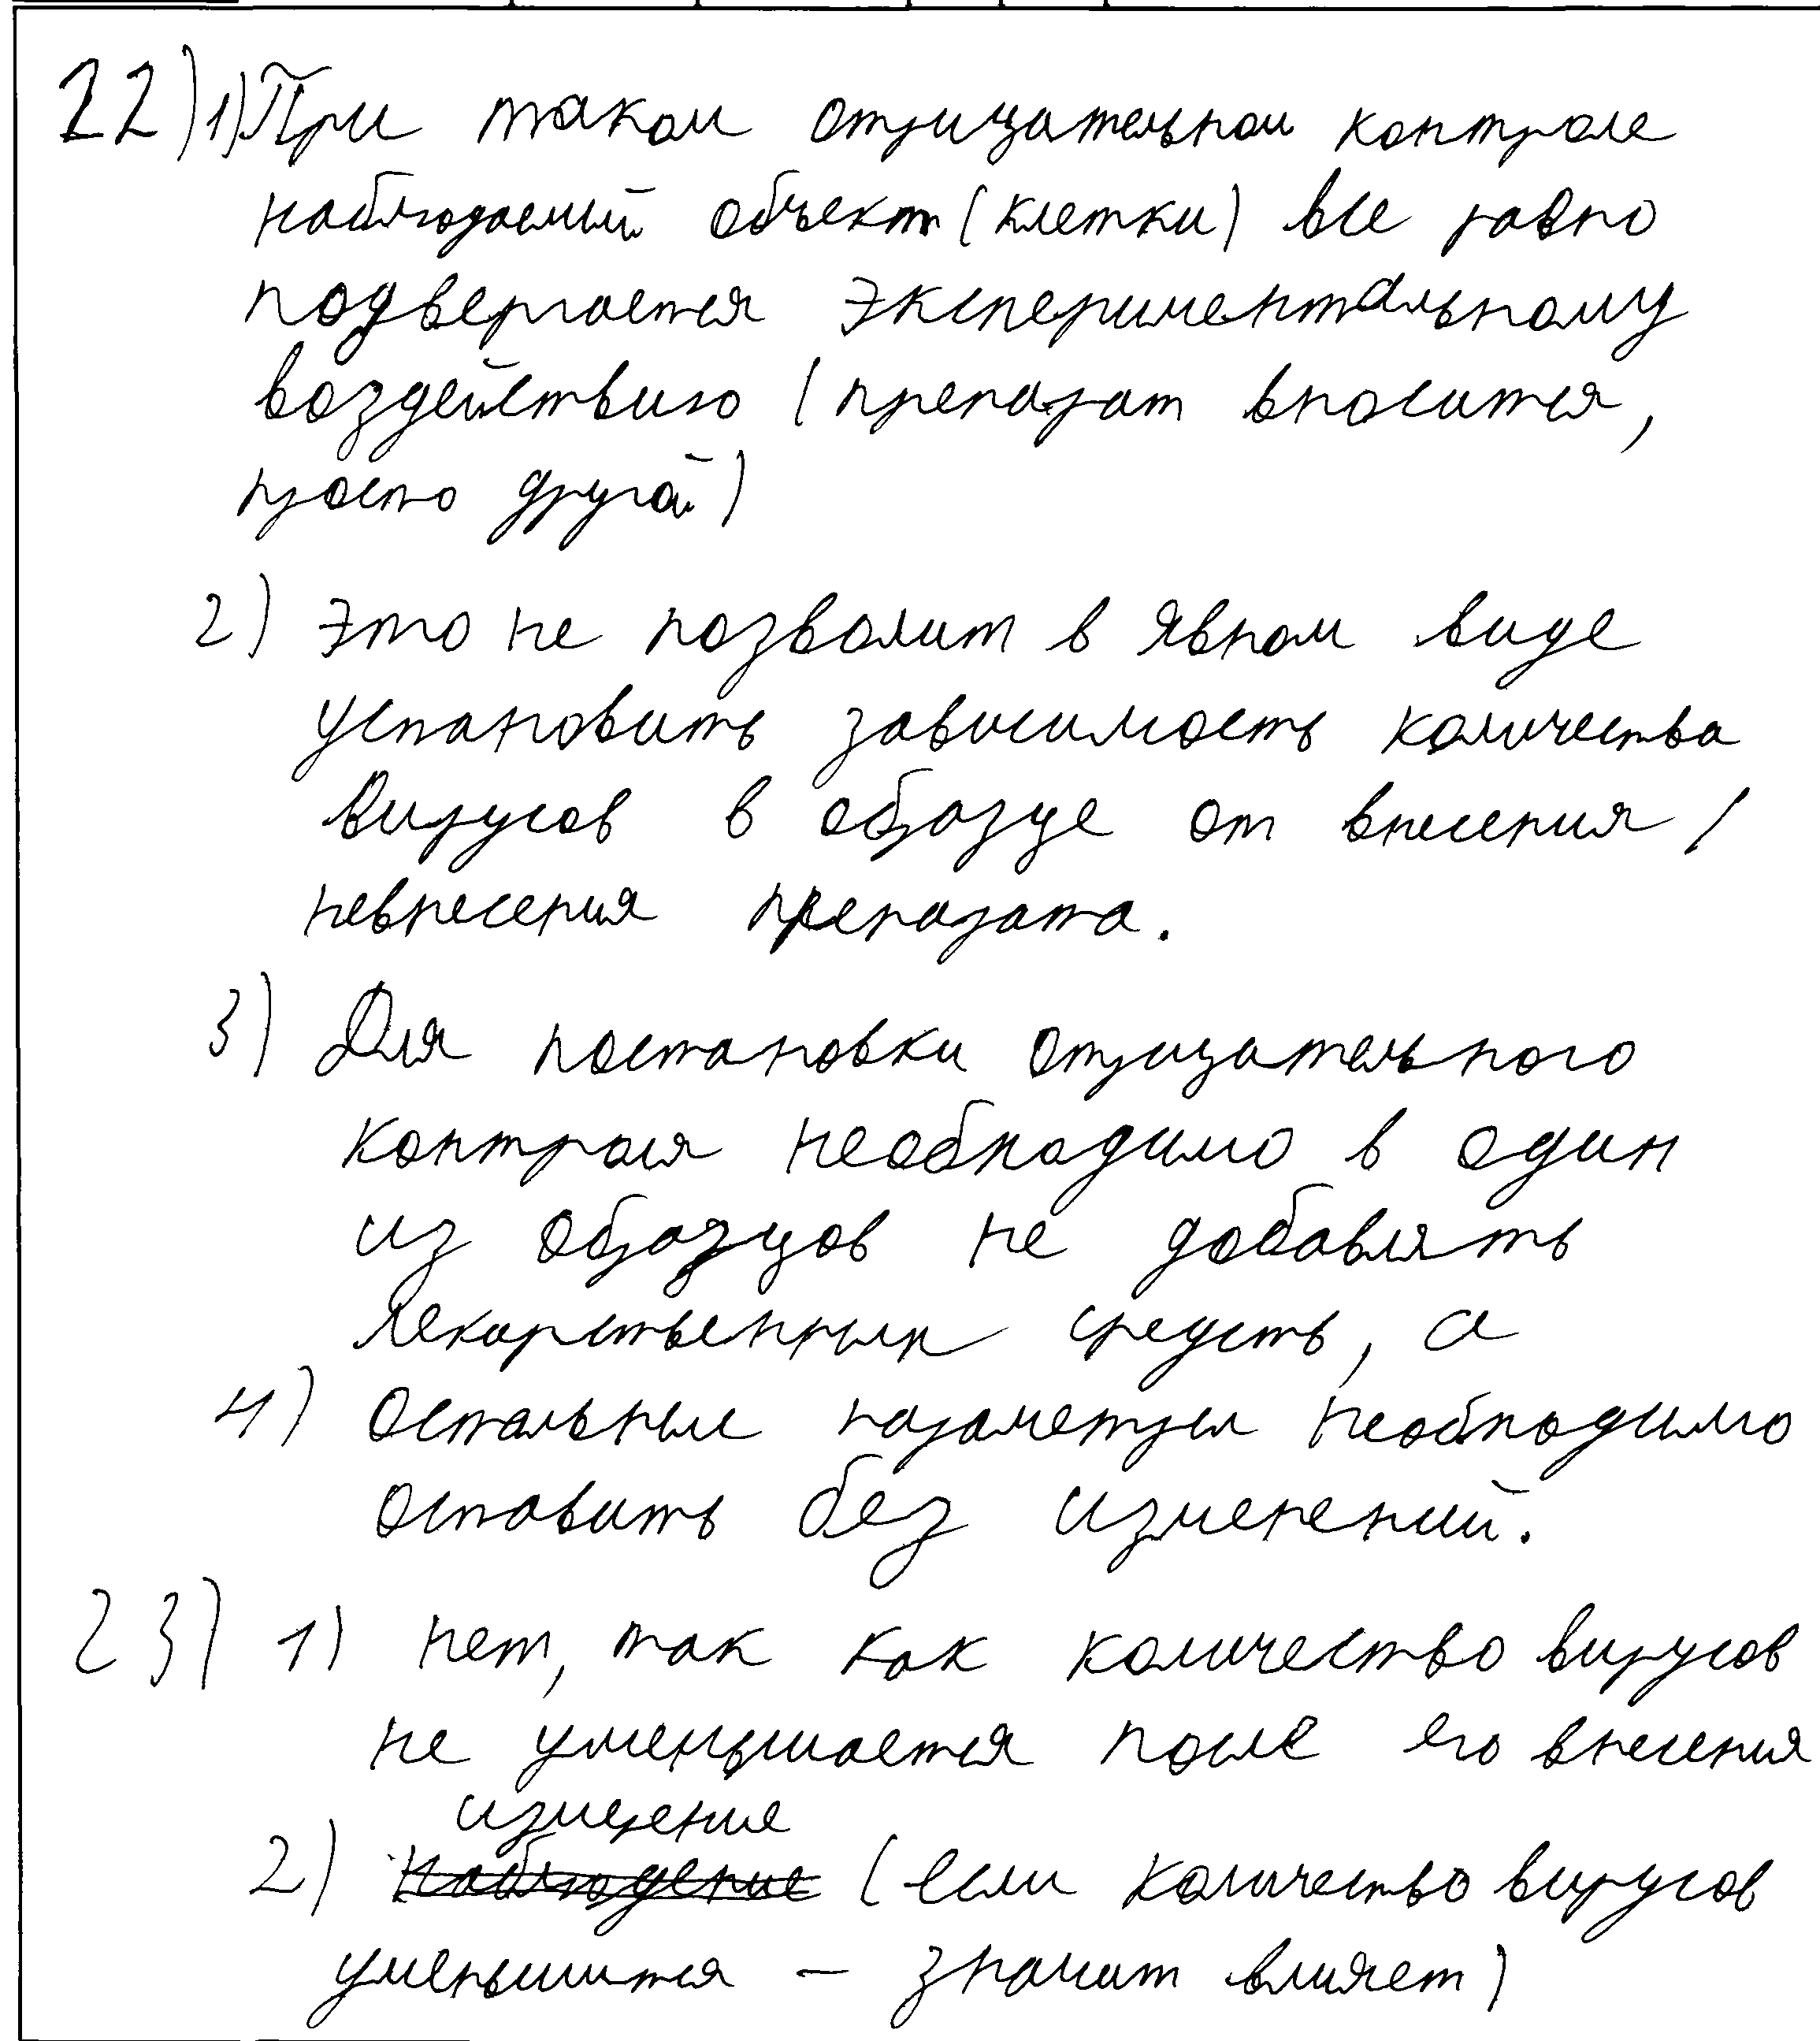 22) 1) При таком отрицательном контроле
наблюдаемый объект (клетки) все равно
подвергается экспериментальному
воздействию (препарат вносится,
просто другой)
2) Это не позволит в явном виде
установить зависимость количества
вирусов в образце от внесения /
невнесения препарата.
3) Для постановки отрицательного
контроля необходимо в один
из образцов не добавлять
лекарственных средств, а
4) остальные параметры необходимо
оставить без изменений.
23) 1) нет, так как количество вирусов
не уменьшается после его внесения
измерение
2) наблюдение (если количество вирусов
уменьшится – значит влияет)